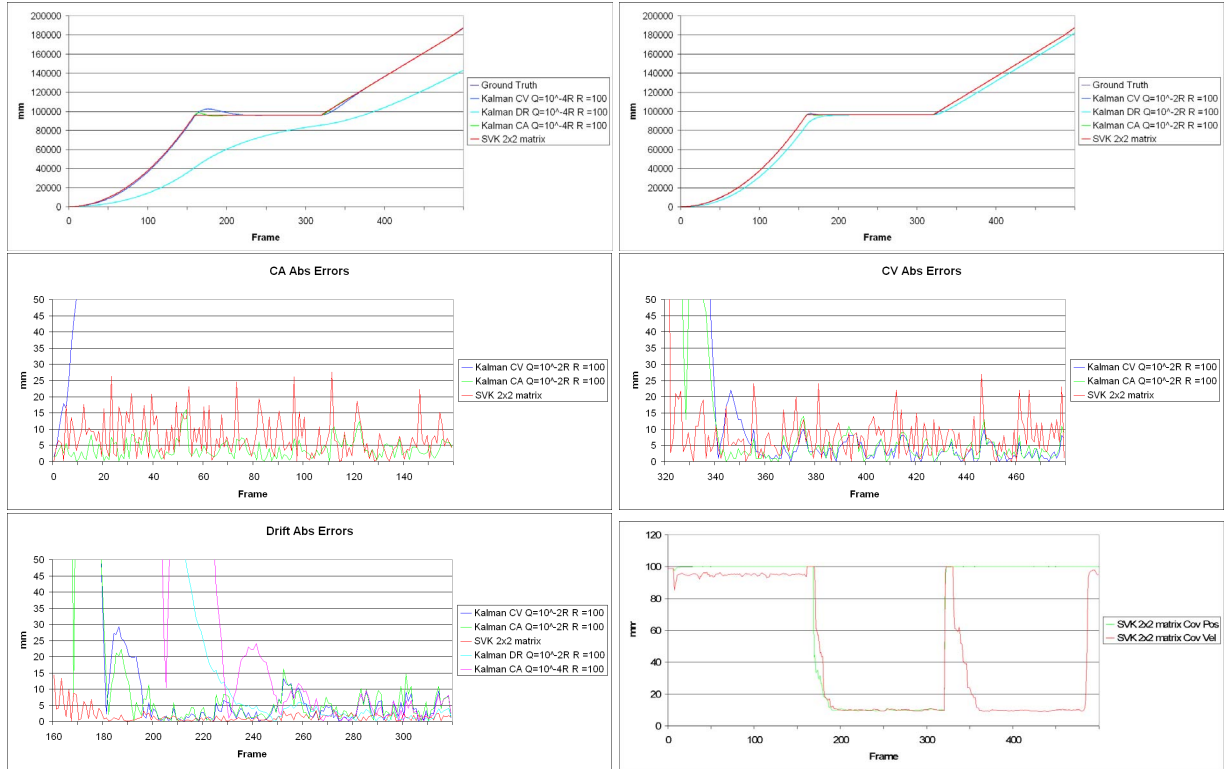 200000
180000
160000
140000
120000
100000
80000
60000
40000
20000
0
mm
0 100 200 300 400
Frame
Ground Truth
Kalman CV Q=10^-4R R =100
Kalman DR Q=10^-4R R =100
Kalman CA Q=10^-4R R =100
SVK 2x2 matrix
200000
180000
160000
140000
120000
100000
80000
60000
40000
20000
0
mm
0 100 200 300 400
Frame
Ground Truth
Kalman CV Q=10^-2R R =100
Kalman DR Q=10^-2R R =100
Kalman CA Q=10^-2R R =100
SVK 2x2 matrix
CA Abs Errors
50
45
40
35
30
25
20
15
10
5
0
mm
0 20 40 60 80 100 120 140
Frame
Kalman CV Q=10^-2R R =100
Kalman CA Q=10^-2R R =100
SVK 2x2 matrix
CV Abs Errors
50
45
40
35
30
25
20
15
10
5
0
mm
320 340 360 380 400 420 440 460
Frame
Kalman CV Q=10^-2R R =100
Kalman CA Q=10^-2R R =100
SVK 2x2 matrix
Drift Abs Errors
50
45
40
35
30
25
20
15
10
5
0
mm
160 180 200 220 240 260 280 300
Frame
Kalman CV Q=10^-2R R =100
Kalman CA Q=10^-2R R =100
SVK 2x2 matrix
Kalman DR Q=10^-2R R =100
Kalman CA Q=10^-4R R =100
120
100
80
60
40
20
0
mm
0 100 200 300 400
Frame
SVK 2x2 matrix Cov Pos
SVK 2x2 matrix Cov Vel